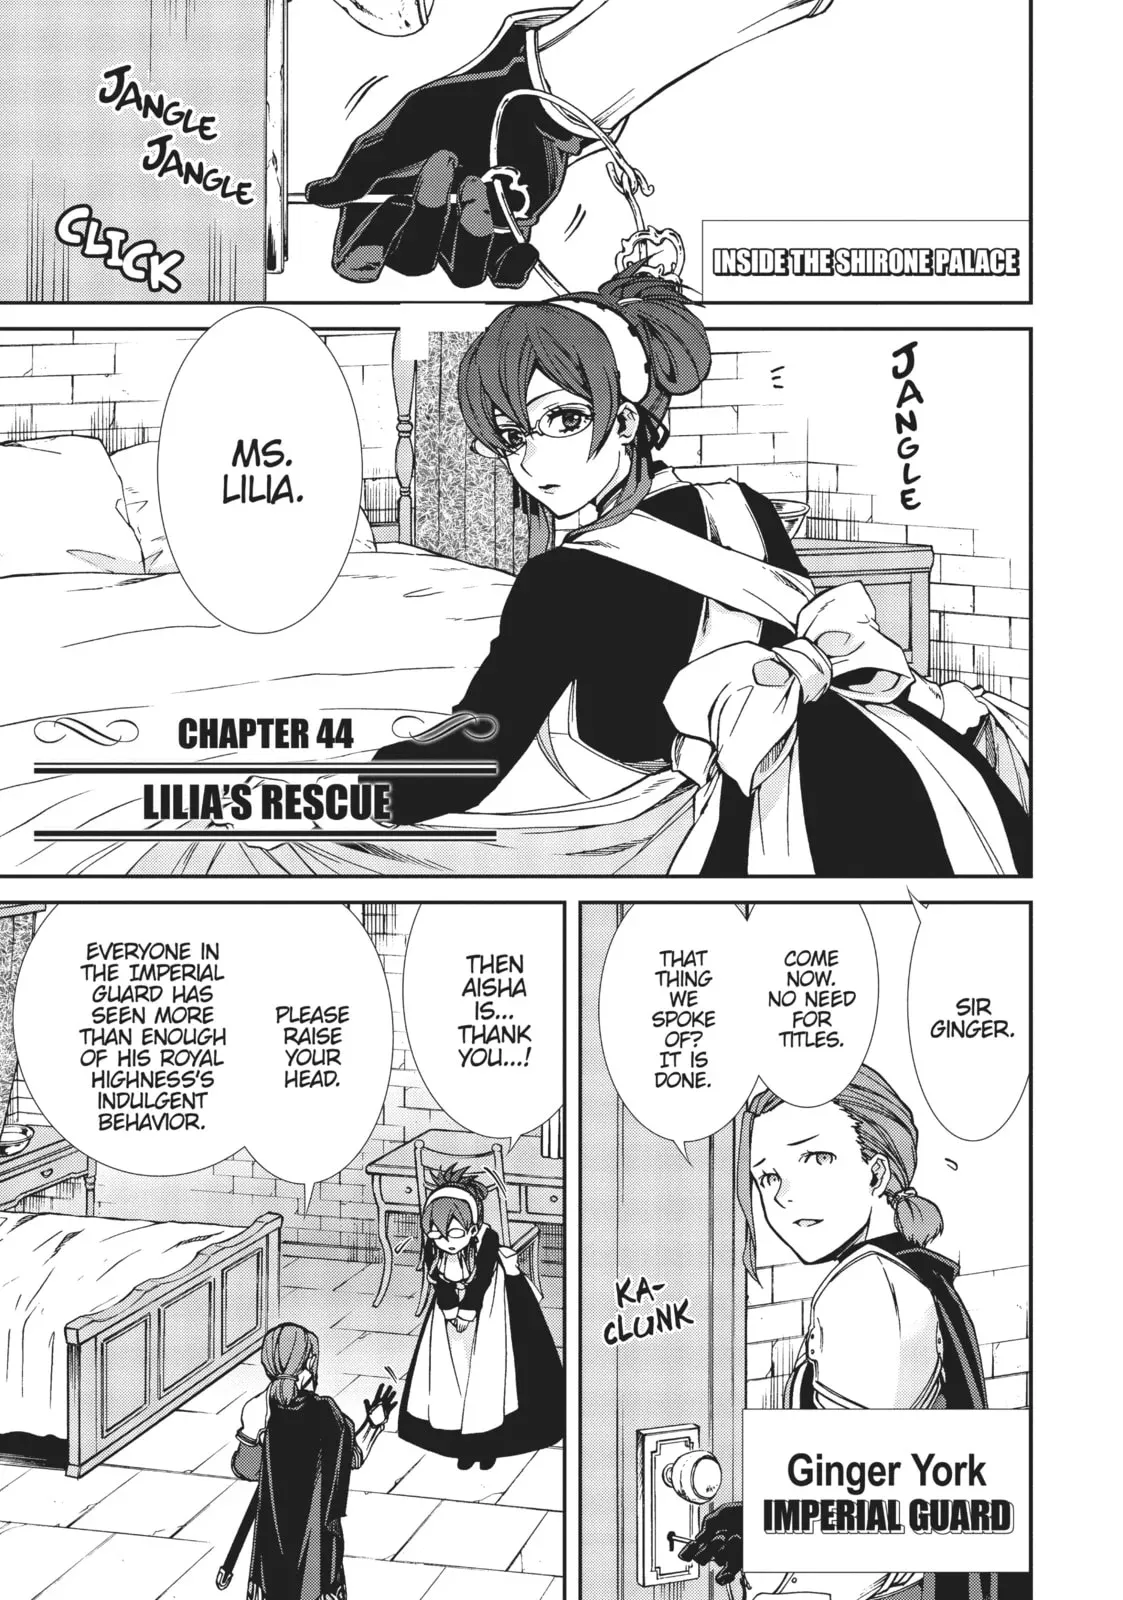 JANGLE
JANGLE
CLICK
INSIDE THE SHIRONE PALACE
JANGLE
MS.
LILIA.
CHAPTER 44
LILIA'S RESCUE
SIR
GINGER.
COME
NOW.
NO NEED
FOR
TITLES.
THAT
THING
WE
SPOKE
OF?
IT IS
DONE.
KA-
CLUNK
Ginger York
IMPERIAL GUARD
THEN
AISHA
IS...
THANK
YOU...!
PLEASE
RAISE
YOUR
HEAD.
EVERYONE IN
THE IMPERIAL
GUARD HAS
SEEN MORE
THAN ENOUGH
OF HIS ROYAL
HIGHNESS'S
INDULGENT
BEHAVIOR.